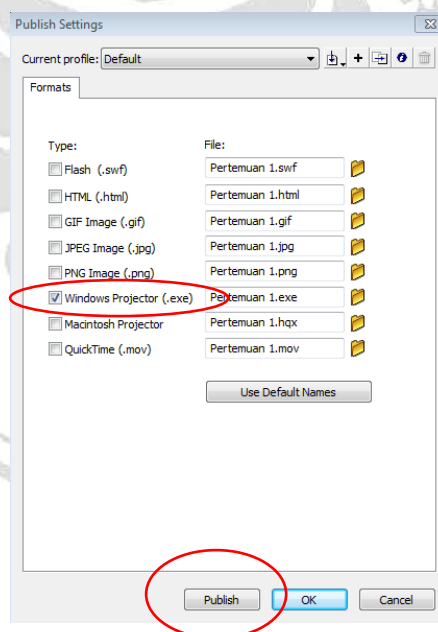 Publish Settings
Current profile: Default
Formats
Type: File:
Flash (.swf) Pertemuan 1.swf
HTML (.html) Pertemuan 1.html
GIF Image (.gif) Pertemuan 1.gif
JPEG Image (.jpg) Pertemuan 1.jpg
PNG Image (.png) Pertemuan 1.png
Windows Projector (.exe) Pertemuan 1.exe
Macintosh Projector Pertemuan 1.hqx
QuickTime (.mov) Pertemuan 1.mov
Use Default Names
Publish OK Cancel